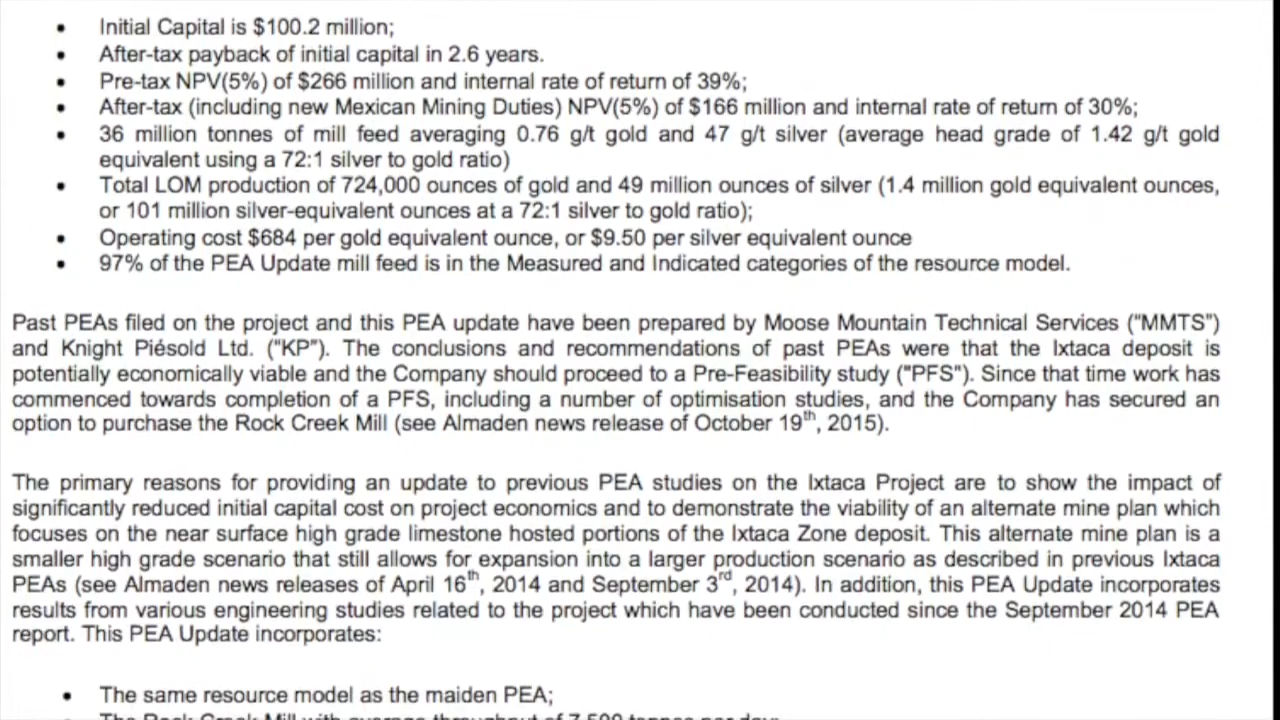 • Initial Capital is $100.2 million;
• After-tax payback of initial capital in 2.6 years.
• Pre-tax NPV(5%) of $266 million and internal rate of return of 39%;
• After-tax (including new Mexican Mining Duties) NPV(5%) of $166 million and internal rate of return of 30%;
• 36 million tonnes of mill feed averaging 0.76 g/t gold and 47 g/t silver (average head grade of 1.42 g/t gold
equivalent using a 72:1 silver to gold ratio)
• Total LOM production of 724,000 ounces of gold and 49 million ounces of silver (1.4 million gold equivalent ounces,
or 101 million silver-equivalent ounces at a 72:1 silver to gold ratio);
• Operating cost $684 per gold equivalent ounce, or $9.50 per silver equivalent ounce
• 97% of the PEA Update mill feed is in the Measured and Indicated categories of the resource model.
Past PEAs filed on the project and this PEA update have been prepared by Moose Mountain Technical Services ("MMTS")
and Knight Piésold Ltd. ("KP"). The conclusions and recommendations of past PEAs were that the Ixtaca deposit is
potentially economically viable and the Company should proceed to a Pre-Feasibility study ("PFS"). Since that time work has
commenced towards completion of a PFS, including a number of optimisation studies, and the Company has secured an
option to purchase the Rock Creek Mill (see Almaden news release of October 19th, 2015).
The primary reasons for providing an update to previous PEA studies on the Ixtaca Project are to show the impact of
significantly reduced initial capital cost on project economics and to demonstrate the viability of an alternate mine plan which
focuses on the near surface high grade limestone hosted portions of the Ixtaca Zone deposit. This alternate mine plan is a
smaller high grade scenario that still allows for expansion into a larger production scenario as described in previous Ixtaca
PEAs (see Almaden news releases of April 16th, 2014 and September 3rd, 2014). In addition, this PEA Update incorporates
results from various engineering studies related to the project which have been conducted since the September 2014 PEA
report. This PEA Update incorporates:
• The same resource model as the maiden PEA;
• The Rock Creek Mill with average throughput of 7,500 tonnes per day;